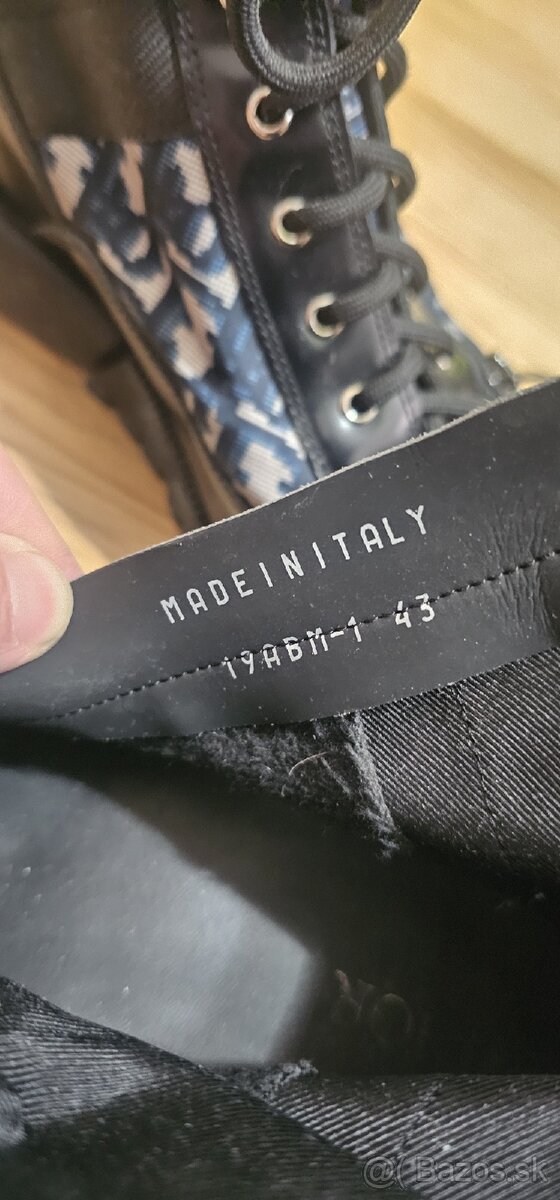 MADEINITALY
19ABM-1 43
@( Bazos.sk